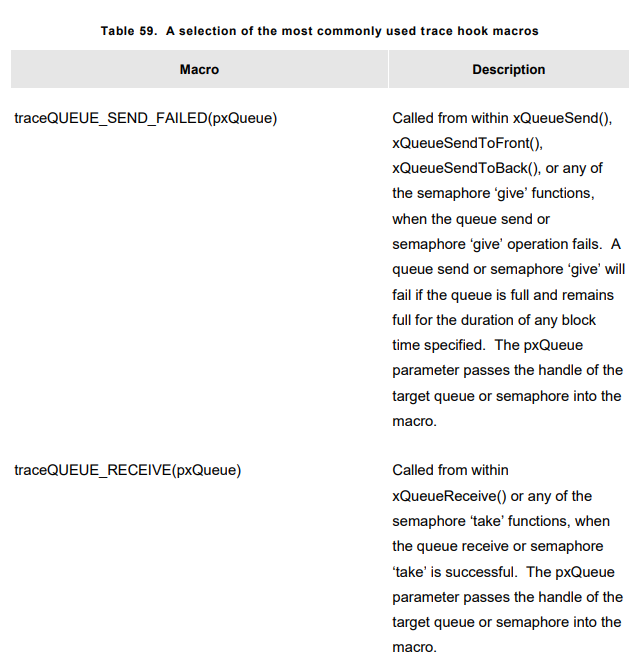 Table 59.  A selection of the most commonly used trace hook macros
Macro
Description
traceQUEUE_SEND_FAILED(pxQueue)
Called from within xQueueSend(),
xQueueSendToFront(),
xQueueSendToBack(), or any of
the semaphore ‘give’ functions,
when the queue send or
semaphore ‘give’ operation fails.  A
queue send or semaphore ‘give’ will
fail if the queue is full and remains
full for the duration of any block
time specified.  The pxQueue
parameter passes the handle of the
target queue or semaphore into the
macro.
traceQUEUE_RECEIVE(pxQueue)
Called from within
xQueueReceive() or any of the
semaphore ‘take’ functions, when
the queue receive or semaphore
‘take’ is successful.  The pxQueue
parameter passes the handle of the
target queue or semaphore into the
macro.